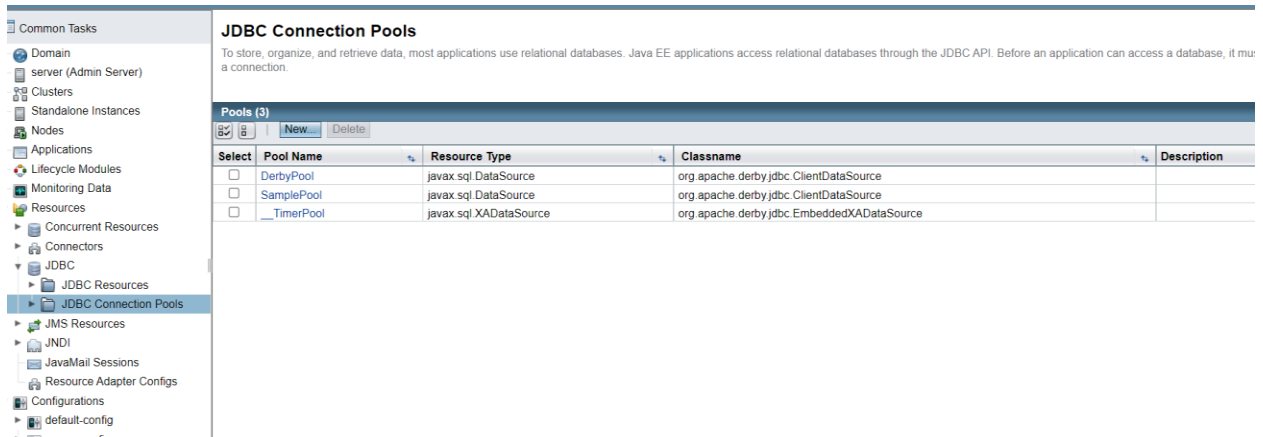 Common Tasks
Domain
server (Admin Server)
Clusters
Standalone Instances
Nodes
Applications
Lifecycle Modules
Monitoring Data
Resources
Concurrent Resources
Connectors
JDBC
JDBC Resources
JDBC Connection Pools
JMS Resources
JNDI
JavaMail Sessions
Resource Adapter Configs
Configurations
default-config
JDBC Connection Pools
To store, organize, and retrieve data, most applications use relational databases. Java EE applications access relational databases through the JDBC API. Before an application can access a database, it
a connection.
Pools (3)
New... Delete
Select Pool Name Resource Type Classname Description
DerbyPool javax.sql.DataSource org.apache.derby.jdbc.ClientDataSource
SamplePool javax.sql.DataSource org.apache.derby.jdbc.ClientDataSource
__TimerPool javax.sql.XADataSource org.apache.derby.jdbc.EmbeddedXADataSource